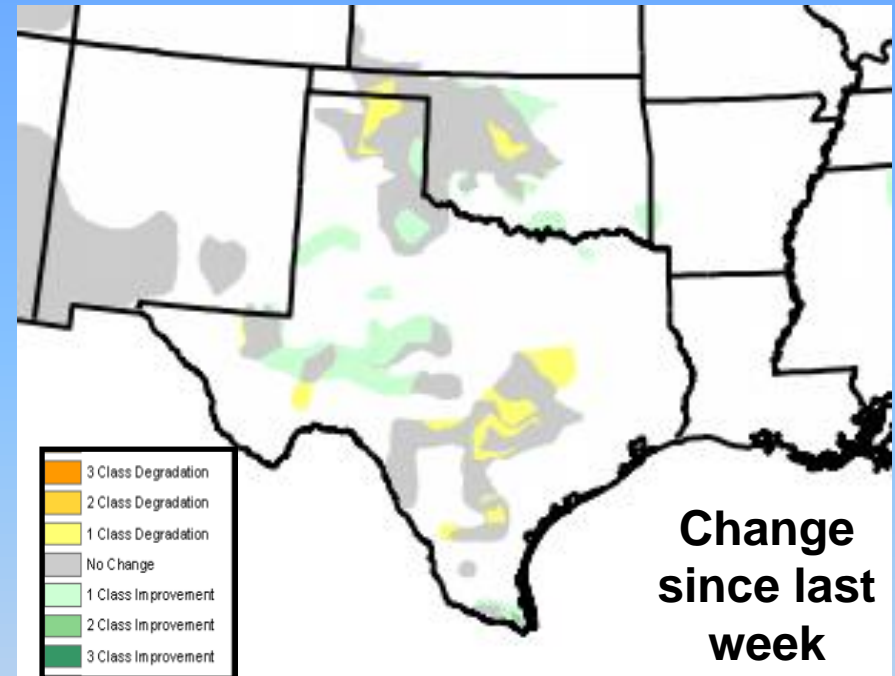 3 Class Degradation
2 Class Degradation
1 Class Degradation
No Change
1 Class Improvement
2 Class Improvement
3 Class Improvement
Change
since last
week